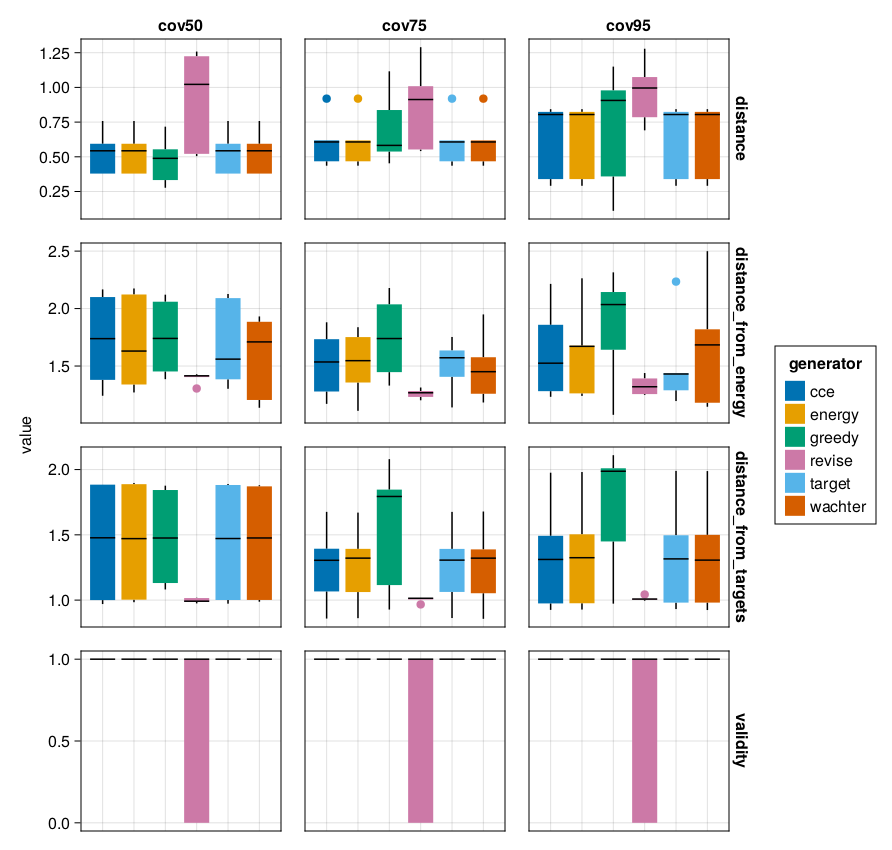 cov50 cov75 cov95
1.25
1.00
0.75
0.50
0.25
distance
2.5
2.0
1.5
distance_from_energy
value
2.0
1.5
1.0
distance_from_targets
1.0
0.5
0.0
validity
generator
cce
energy
greedy
revise
target
wachter